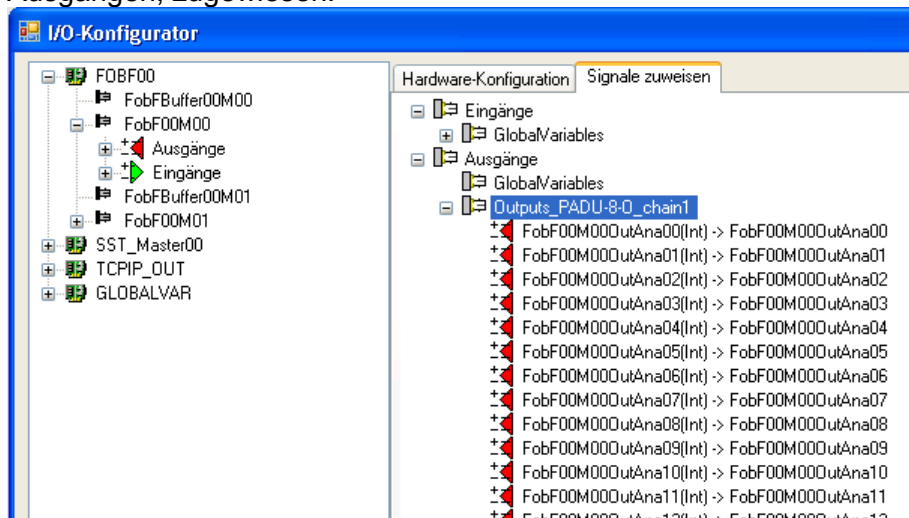 Ausgängen, zugewiesen.
I/O-Konfigurator
FOBF00
FobFBuffer00M00
FobF00M00
Ausgänge
Eingänge
FobFBuffer00M01
FobF00M01
SST_Master00
TCPIP_OUT
GLOBALVAR
Hardware-Konfiguration Signale zuweisen
Eingänge
GlobalVariables
Ausgänge
GlobalVariables
Outputs_PADU-8-O_chain1
FobF00M00OutAna00(Int) -> FobF00M00OutAna00
FobF00M00OutAna01(Int) -> FobF00M00OutAna01
FobF00M00OutAna02(Int) -> FobF00M00OutAna02
FobF00M00OutAna03(Int) -> FobF00M00OutAna03
FobF00M00OutAna04(Int) -> FobF00M00OutAna04
FobF00M00OutAna05(Int) -> FobF00M00OutAna05
FobF00M00OutAna06(Int) -> FobF00M00OutAna06
FobF00M00OutAna07(Int) -> FobF00M00OutAna07
FobF00M00OutAna08(Int) -> FobF00M00OutAna08
FobF00M00OutAna09(Int) -> FobF00M00OutAna09
FobF00M00OutAna10(Int) -> FobF00M00OutAna10
FobF00M00OutAna11(Int) -> FobF00M00OutAna11